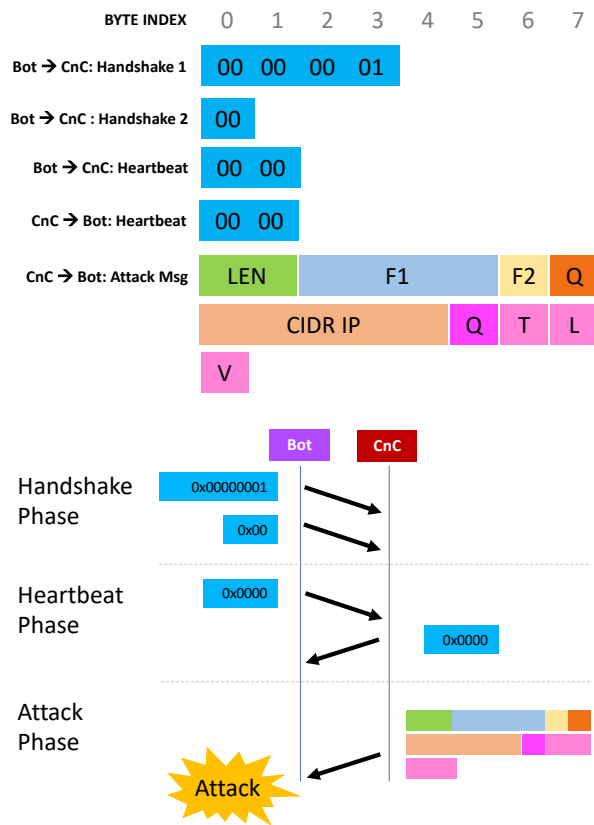 BYTE INDEX 0 1 2 3 4 5 6 7
Bot → CnC: Handshake 1 00 00 00 01
Bot → CnC : Handshake 2 00
Bot → CnC: Heartbeat 00 00
CnC → Bot: Heartbeat 00 00
CnC → Bot: Attack Msg LEN F1 F2 Q
CIDR IP Q T L
V
Bot CnC
Handshake
Phase
0x00000001
0x00
Heartbeat
Phase
0x0000
0x0000
Attack
Phase
Attack